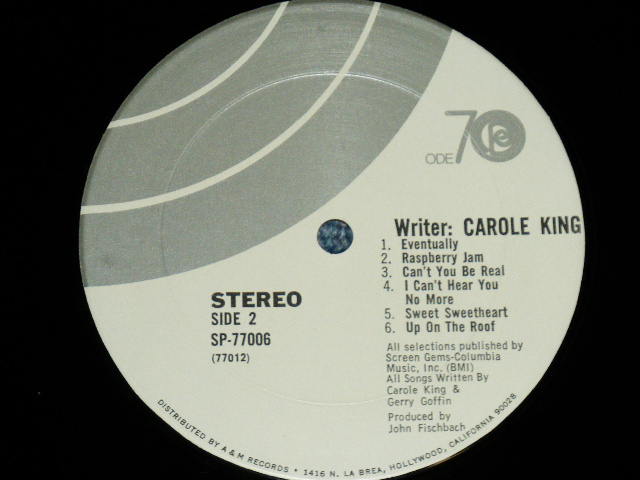 ODE 70
Writer: CAROLE KING
1. Eventually
2. Raspberry Jam
3. Can't You Be Real
4. I Can't Hear You
No More
5. Sweet Sweetheart
6. Up On The Roof
STEREO
SIDE 2
SP-77006
(77012)
All selections published by
Screen Gems-Columbia
Music, Inc. (BMI)
All Songs Written By
Carole King &
Gerry Goffin
Produced by
John Fischbach
DISTRIBUTED BY A & M RECORDS • 1416 N. LA BREA, HOLLYWOOD, CALIFORNIA 90028